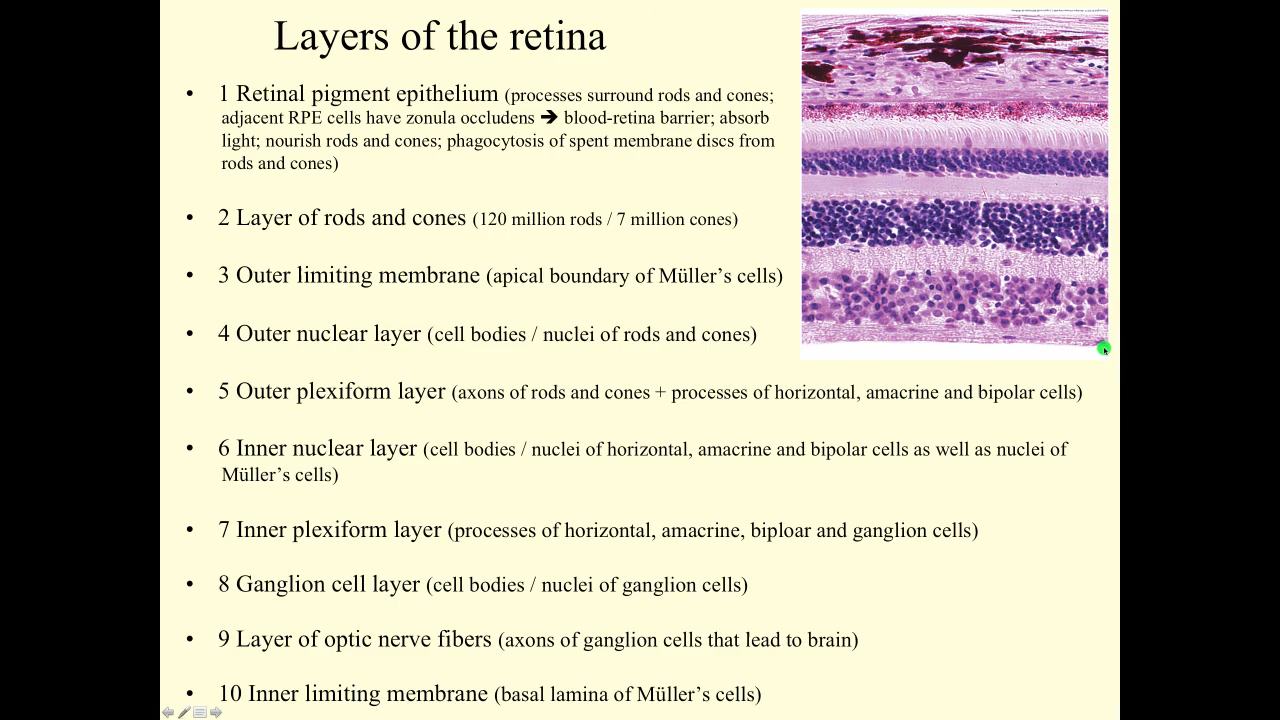 Layers of the retina
• 1 Retinal pigment epithelium (processes surround rods and cones;
adjacent RPE cells have zonula occludens ➔ blood-retina barrier; absorb
light; nourish rods and cones; phagocytosis of spent membrane discs from
rods and cones)
• 2 Layer of rods and cones (120 million rods / 7 million cones)
• 3 Outer limiting membrane (apical boundary of Müller’s cells)
• 4 Outer nuclear layer (cell bodies / nuclei of rods and cones)
• 5 Outer plexiform layer (axons of rods and cones + processes of horizontal, amacrine and bipolar cells)
• 6 Inner nuclear layer (cell bodies / nuclei of horizontal, amacrine and bipolar cells as well as nuclei of
Müller’s cells)
• 7 Inner plexiform layer (processes of horizontal, amacrine, biploar and ganglion cells)
• 8 Ganglion cell layer (cell bodies / nuclei of ganglion cells)
• 9 Layer of optic nerve fibers (axons of ganglion cells that lead to brain)
• 10 Inner limiting membrane (basal lamina of Müller’s cells)